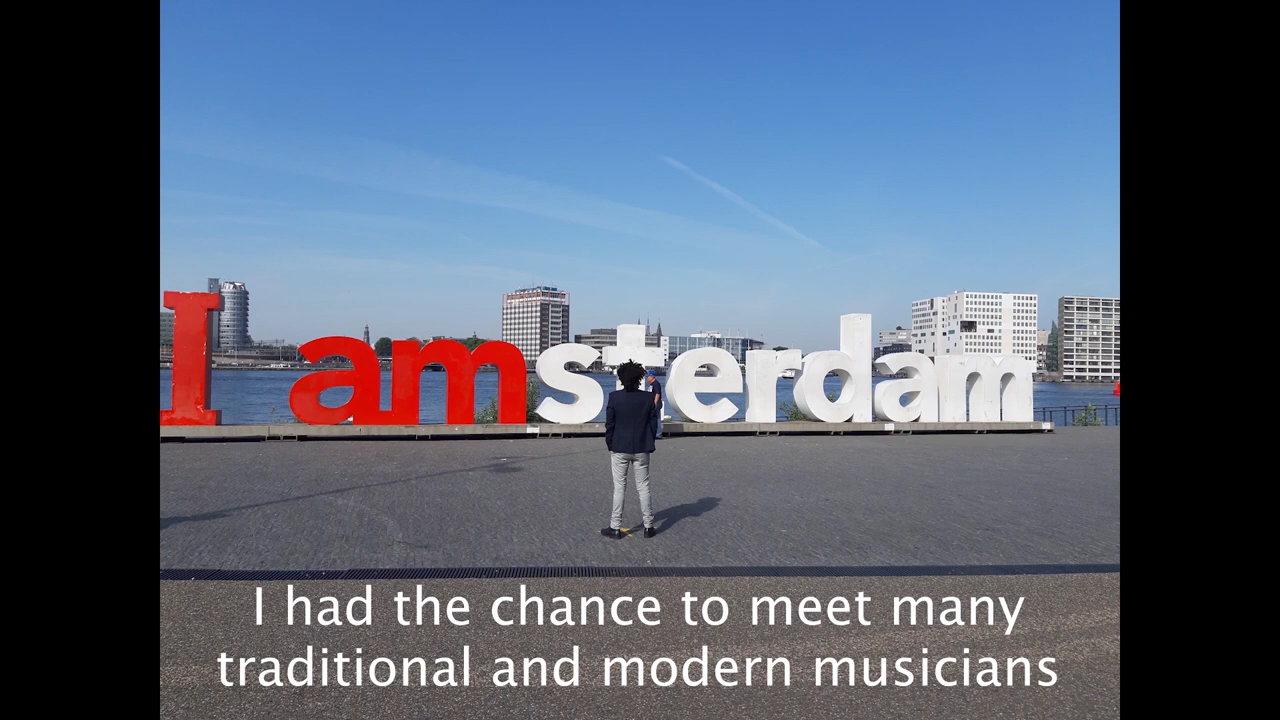 I amsterdam
I had the chance to meet many
traditional and modern musicians